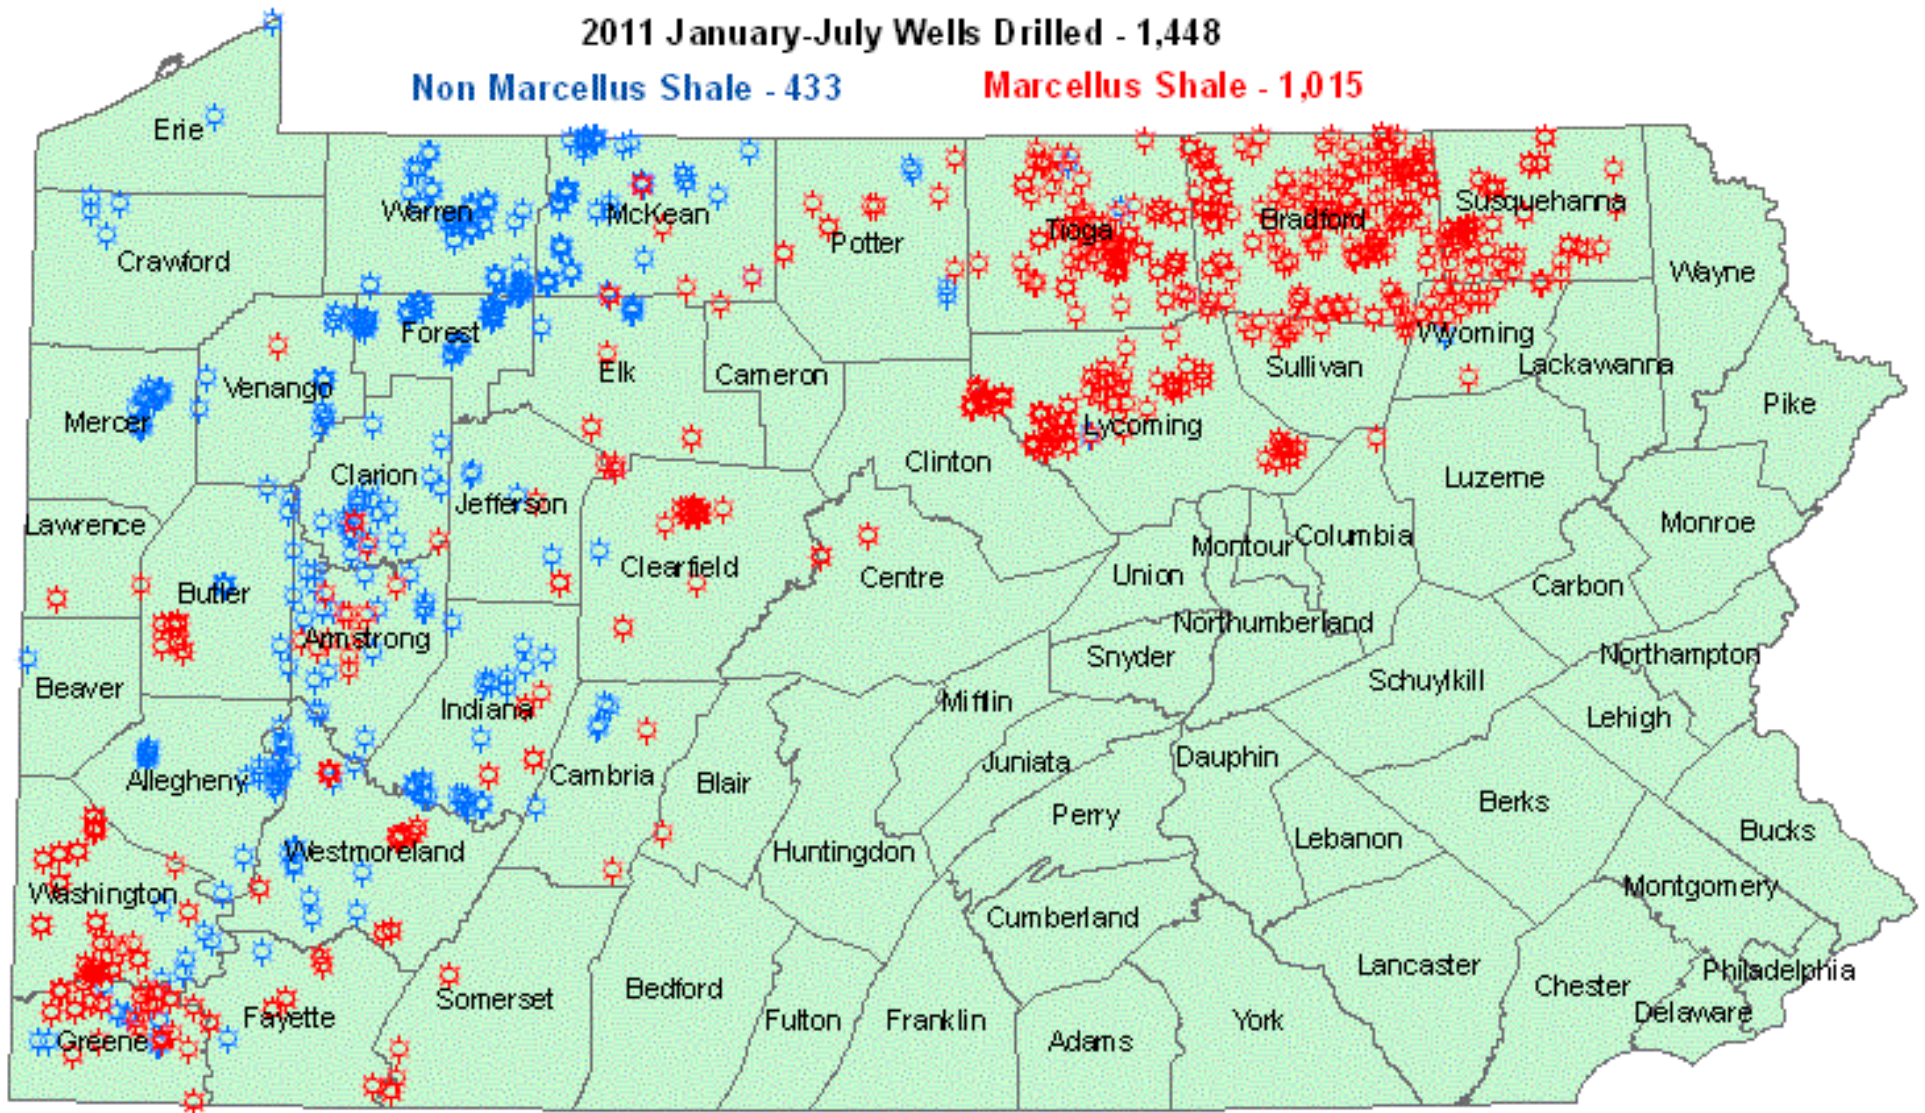 2011 January-July Wells Drilled - 1,448
Non Marcellus Shale - 433
Marcellus Shale - 1,015
Erie
Warren
McKean
Potter
Tioga
Bradford
Susquehanna
Crawford
Wayne
Forest
Wyoming
Venango
Elk
Cameron
Sullivan
Lackawanna
Mercer
Lycoming
Pike
Clarion
Clinton
Luzerne
Lawrence
Jefferson
Clearfield
Centre
Union
Montour
Columbia
Monroe
Butler
Carbon
Armstrong
Northumberland
Snyder
Northampton
Beaver
Indiana
Mifflin
Schuylkill
Lehigh
Allegheny
Cambria
Blair
Juniata
Dauphin
Perry
Berks
Westmoreland
Huntingdon
Lebanon
Bucks
Washington
Montgomery
Cumberland
Lancaster
Philadelphia
Greene
Fayette
Somerset
Bedford
Fulton
Franklin
Adams
York
Chester
Delaware